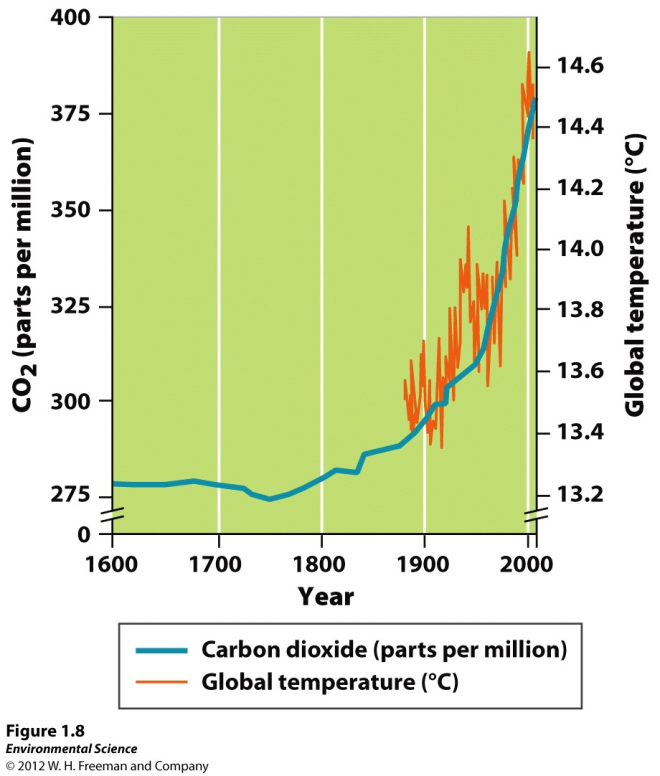 400
375
350
325
300
275
0
CO₂ (parts per million)
14.6
14.4
14.2
14.0
13.8
13.6
13.4
13.2
Global temperature (°C)
1600 1700 1800 1900 2000
Year
Carbon dioxide (parts per million)
Global temperature (°C)
Figure 1.8
Environmental Science
© 2012 W. H. Freeman and Company